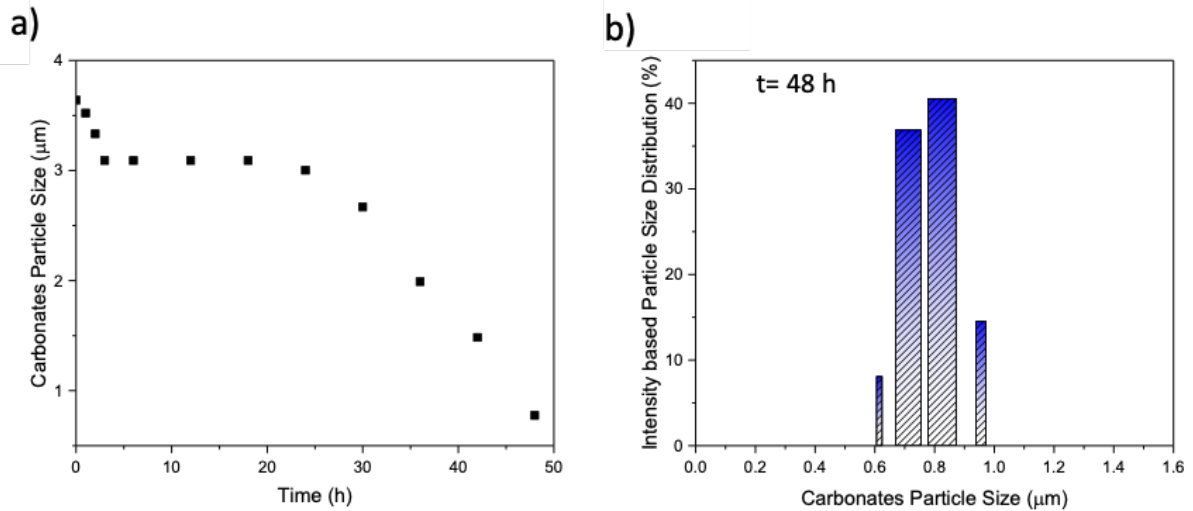 a)
Carbonates Particle Size (μm)
4
3
2
1
0 10 20 30 40 50
Time (h)
b)
Intensity based Particle Size Distribution (%)
t= 48 h
40
30
20
10
0
0.0 0.2 0.4 0.6 0.8 1.0 1.2 1.4 1.6
Carbonates Particle Size (μm)